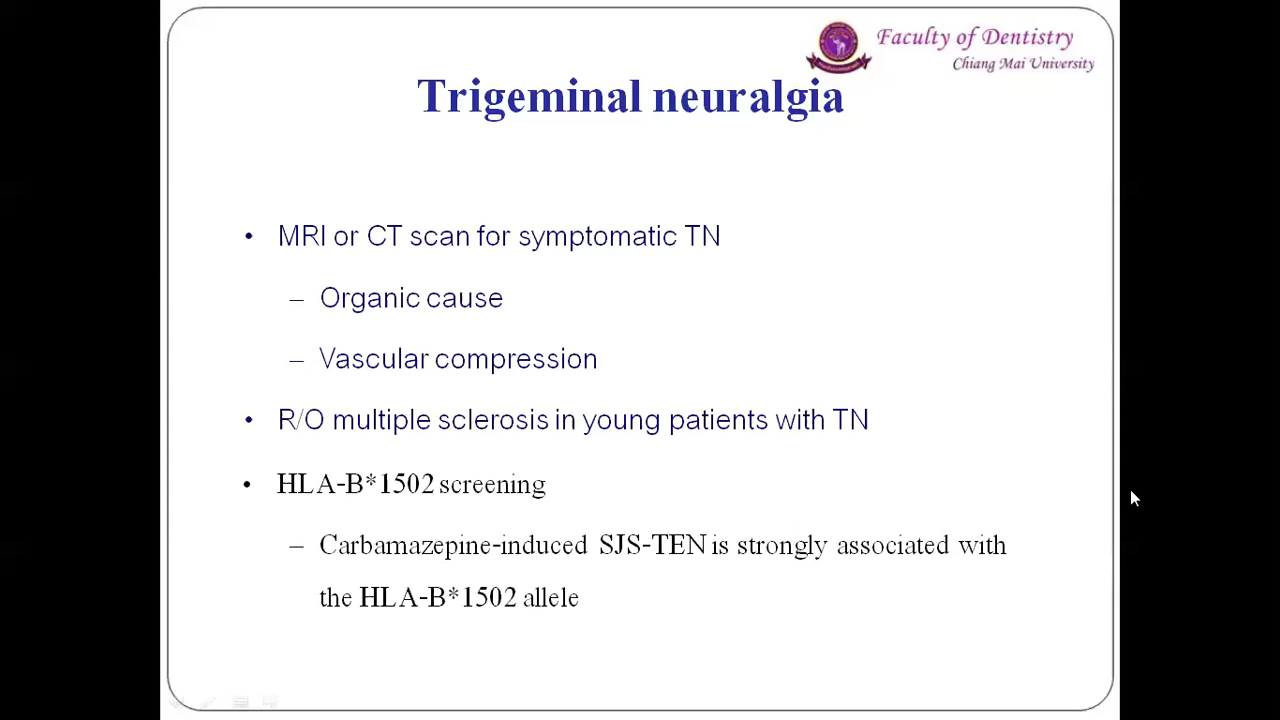 Faculty of Dentistry
Chiang Mai University
Trigeminal neuralgia
• MRI or CT scan for symptomatic TN
– Organic cause
– Vascular compression
• R/O multiple sclerosis in young patients with TN
• HLA-B*1502 screening
– Carbamazepine-induced SJS-TEN is strongly associated with
the HLA-B*1502 allele